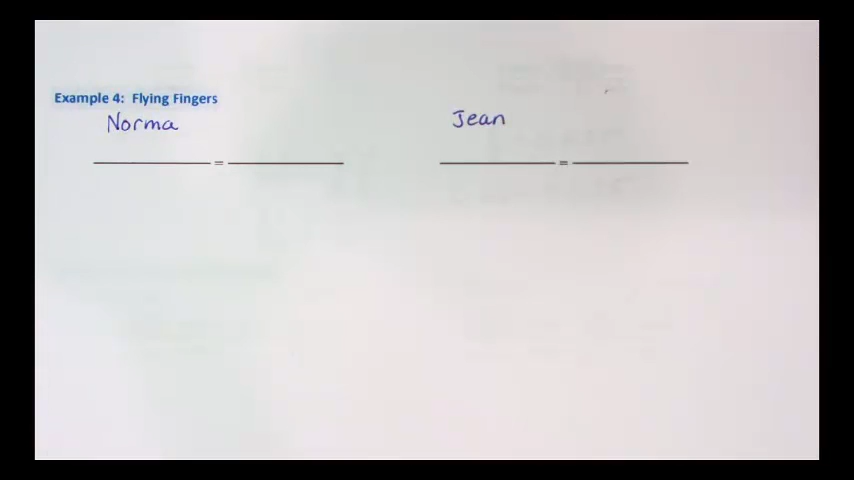 Example 4: Flying Fingers
Norma
Jean
=
=